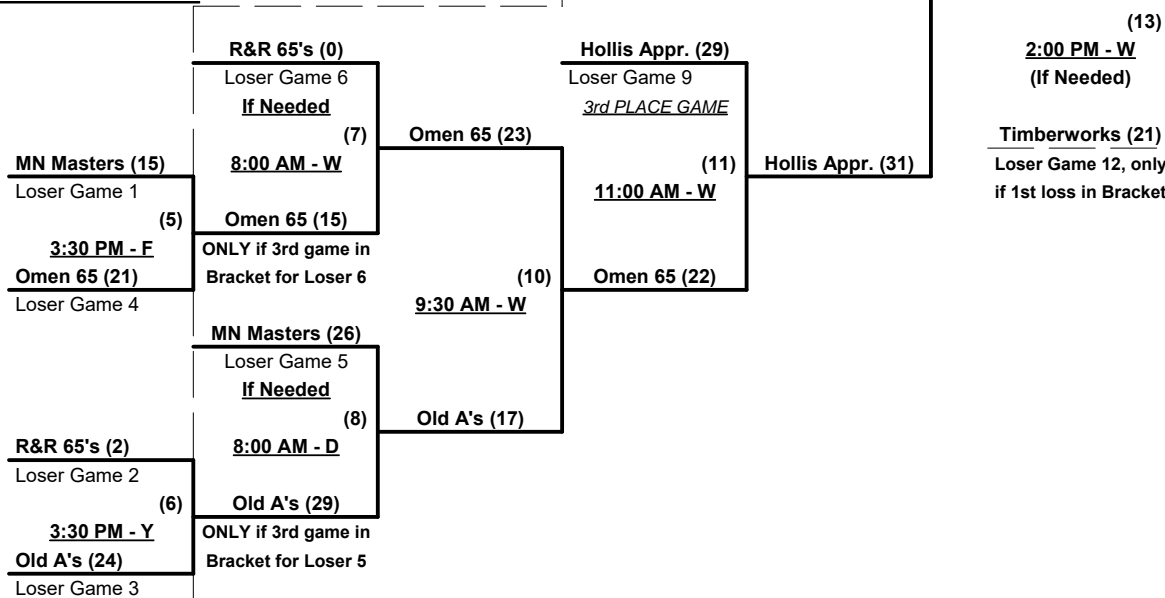 (13)
R&R 65's (0)
Hollis Appr. (29)
2:00 PM - W
Loser Game 6
Loser Game 9
(If Needed)
If Needed
3rd PLACE GAME
(7)
Omen 65 (23)
Timberworks (21)
MN Masters (15)
8:00 AM - W
(11)
Hollis Appr. (31)
Loser Game 12, only
Loser Game 1
11:00 AM - W
if 1st loss in Bracket
(5)
Omen 65 (15)
3:30 PM - F
ONLY if 3rd game in
Omen 65 (21)
Bracket for Loser 6
(10)
Omen 65 (22)
Loser Game 4
9:30 AM - W
MN Masters (26)
Loser Game 5
If Needed
(8)
Old A's (17)
R&R 65's (2)
8:00 AM - D
Loser Game 2
(6)
Old A's (29)
3:30 PM - Y
ONLY if 3rd game in
Old A's (24)
Bracket for Loser 5
Loser Game 3